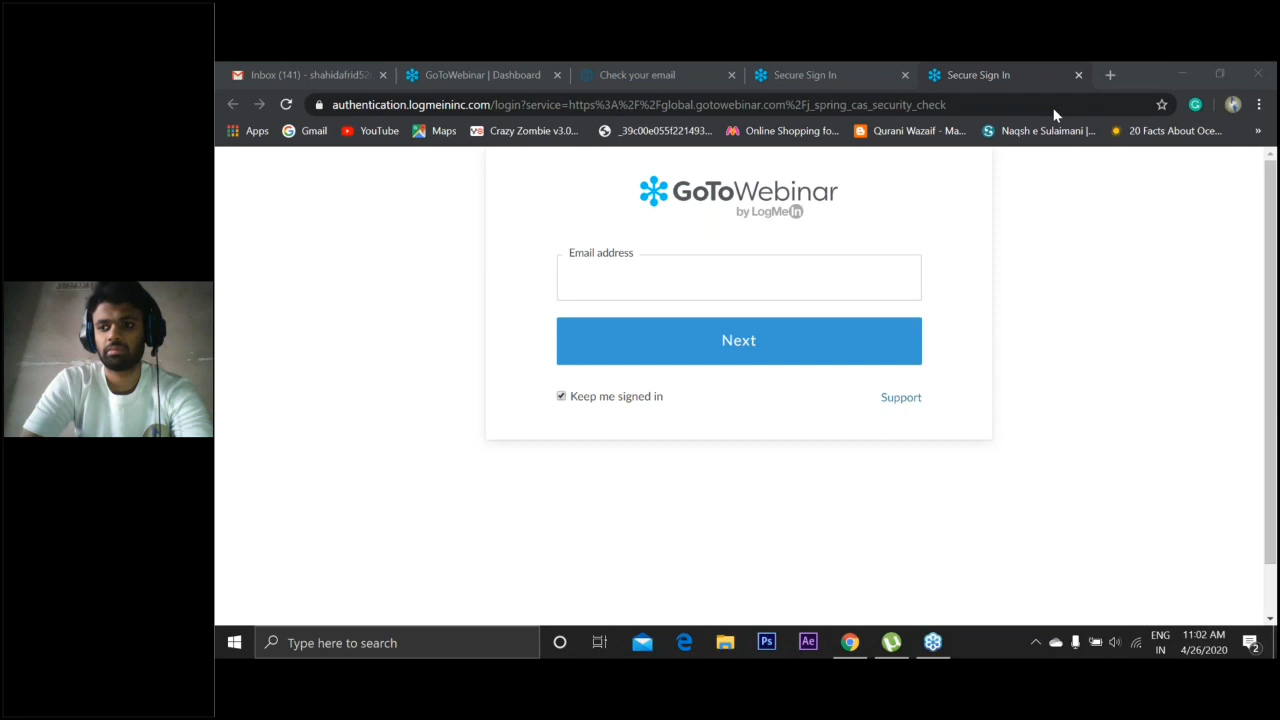 Inbox (141) - shahidafrid52
GoToWebinar | Dashboard
Check your email
Secure Sign In
Secure Sign In
authentication.logmeininc.com/login?service=https%3A%2F%2Fglobal.gotowebinar.com%2Fj_spring_cas_security_check
Apps
Gmail
YouTube
Maps
Crazy Zombie v3.0...
_39c00e055f221493...
Online Shopping fo...
Qurani Wazaif - Ma...
Naqsh e Sulaimani |...
20 Facts About Oce...
»
GoToWebinar
by LogMeIn
Email address
Next
Keep me signed in
Support
Type here to search
Ps
Ae
ENG
IN
11:02 AM
4/26/2020
2